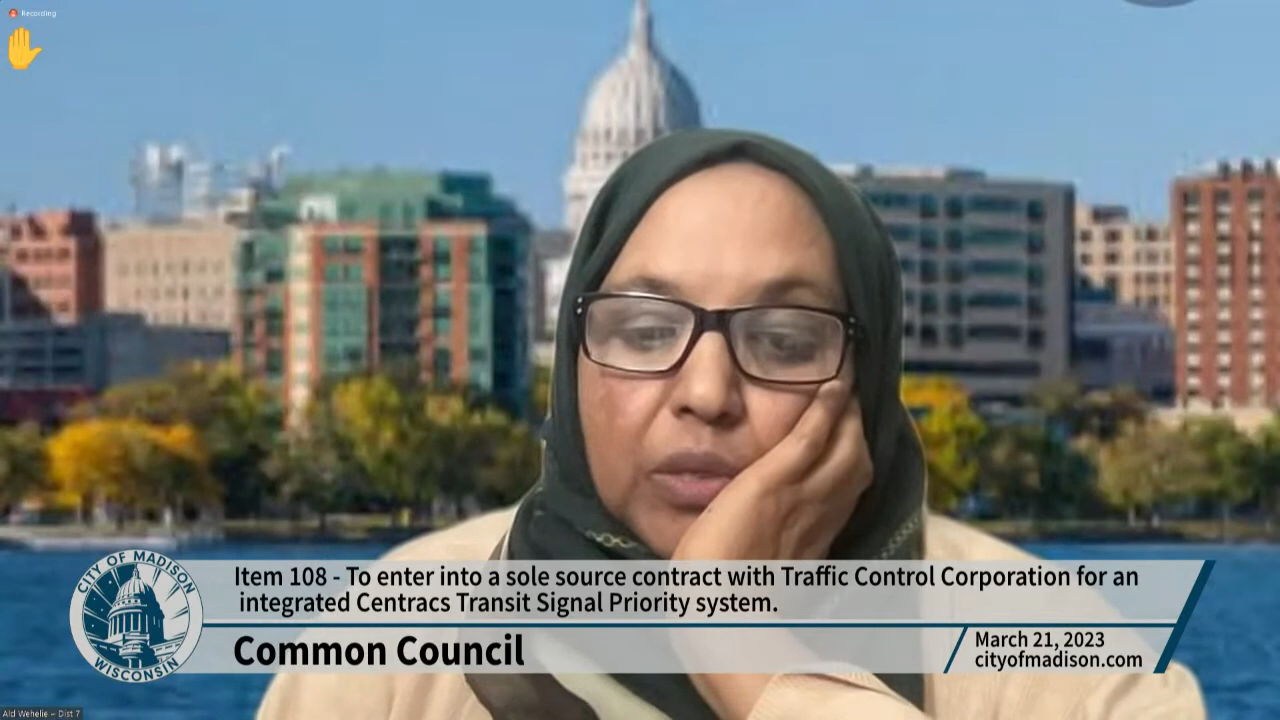 Recording
CITY OF MADISON
WISCONSIN
Item 108 - To enter into a sole source contract with Traffic Control Corporation for an
integrated Centracs Transit Signal Priority system.
Common Council
March 21, 2023
cityofmadison.com
Ald Wehelie – Dist 7